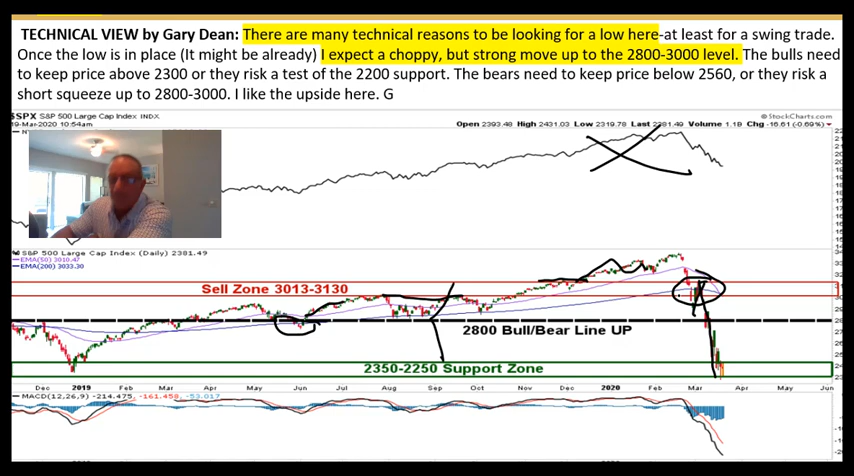 TECHNICAL VIEW by Gary Dean: There are many technical reasons to be looking for a low here-at least for a swing trade.
Once the low is in place (It might be already) I expect a choppy, but strong move up to the 2800-3000 level. The bulls need
to keep price above 2300 or they risk a test of the 2200 support. The bears need to keep price below 2560, or they risk a
short squeeze up to 2800-3000. I like the upside here. G
$SPX S&P 500 Large Cap Index INDX © StockCharts.com
19-Mar-2020 10:54am Open 2393.48 High 2431.03 Low 2319.78 Last 2381.49 Volume 1.1B Chg -16.61 (-0.69%)
S&P 500 Large Cap Index (Daily) 2381.49
EMA(50) 3010.47
EMA(200) 3033.30
Sell Zone 3013-3130
2800 Bull/Bear Line UP
2350-2250 Support Zone
Dec 2019 Feb Mar Apr May Jun Jul Aug Sep Oct Nov Dec 2020 Feb Mar Apr May Jun
MACD(12,26,9) -214.475, -161.458, -53.017